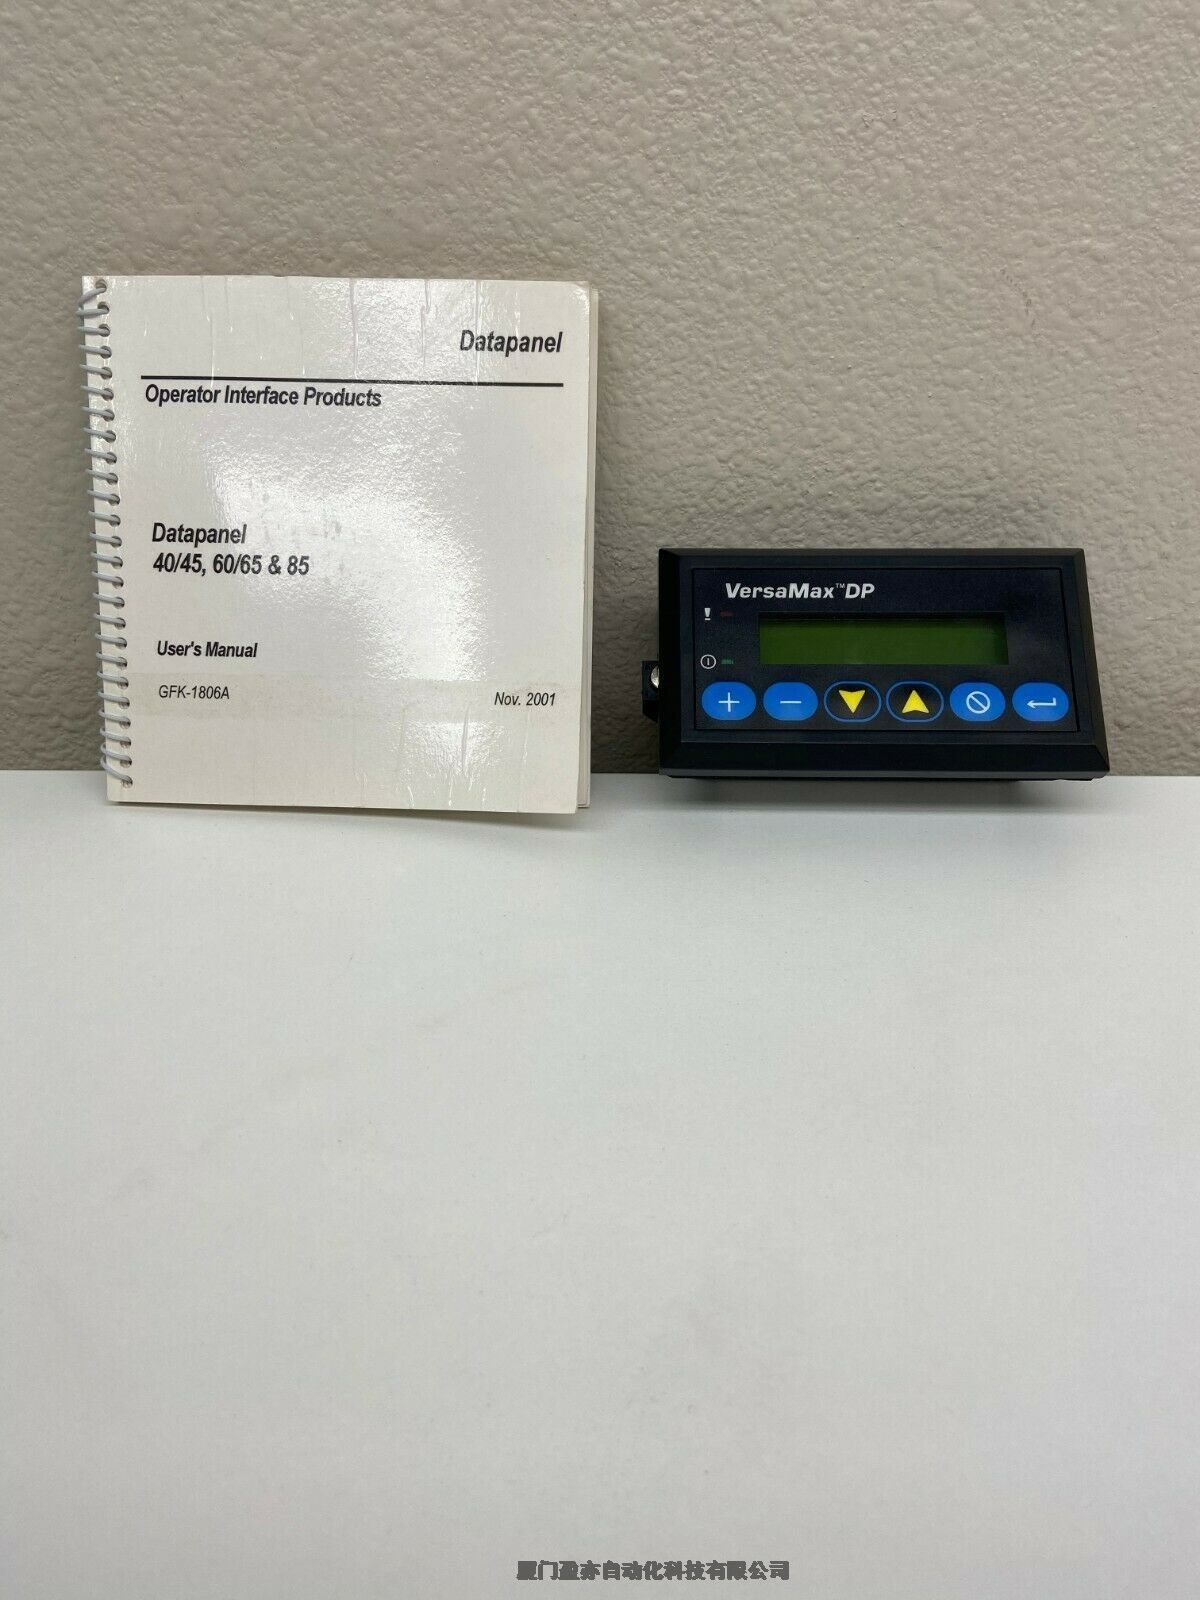 Datapanel
Operator Interface Products
Datapanel
40/45, 60/65 & 85
User's Manual
GFK-1806A
Nov. 2001
VersaMax™DP
厦门盈亦自动化科技有限公司